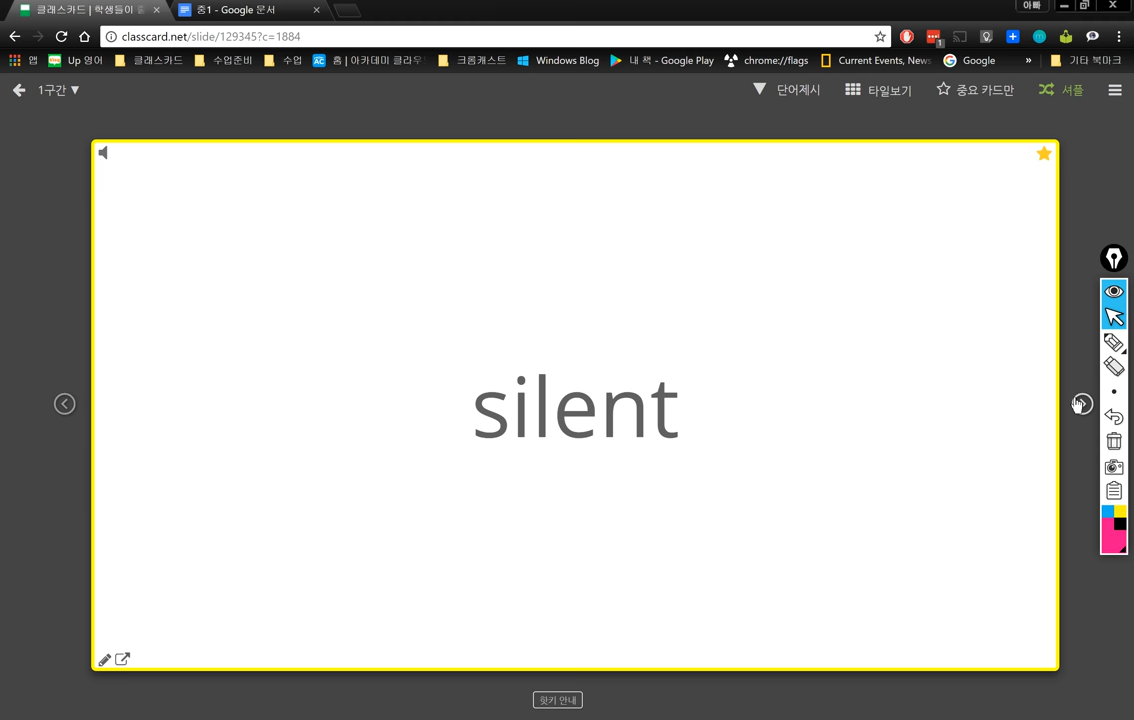 클래스카드 | 학생들이 줄
중1 - Google 문서
아빠
classcard.net/slide/129345?c=1884
앱 Up 영어 클래스카드 수업준비 수업 홈 | 아카데미 클라우 크롬캐스트 Windows Blog 내 책 - Google Play chrome://flags Current Events, News Google » 기타 북마크
1구간 ▼ ▼ 단어제시 타일보기 중요 카드만 셔플
silent
핫키 안내